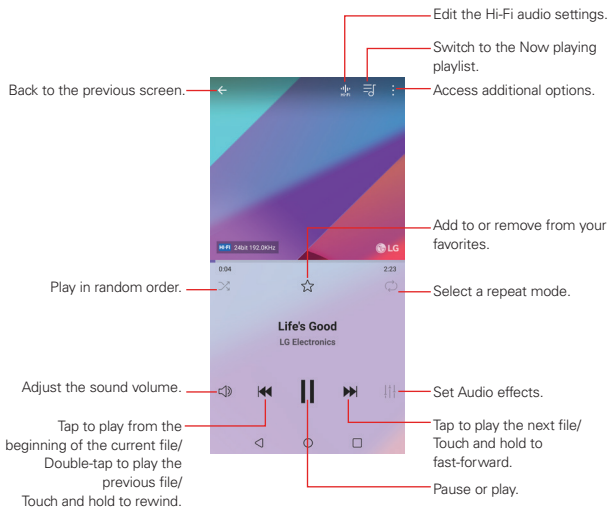 Edit the Hi-Fi audio settings.
Switch to the Now playing
playlist.
Back to the previous screen.
Access additional options.
Hi-Fi 24bit 192.0KHz
LG
Add to or remove from your
favorites.
0:04
2:23
Play in random order.
Select a repeat mode.
Life's Good
LG Electronics
Adjust the sound volume.
Set Audio effects.
Tap to play from the
beginning of the current file/
Double-tap to play the
previous file/
Touch and hold to rewind.
Tap to play the next file/
Touch and hold to
fast-forward.
Pause or play.